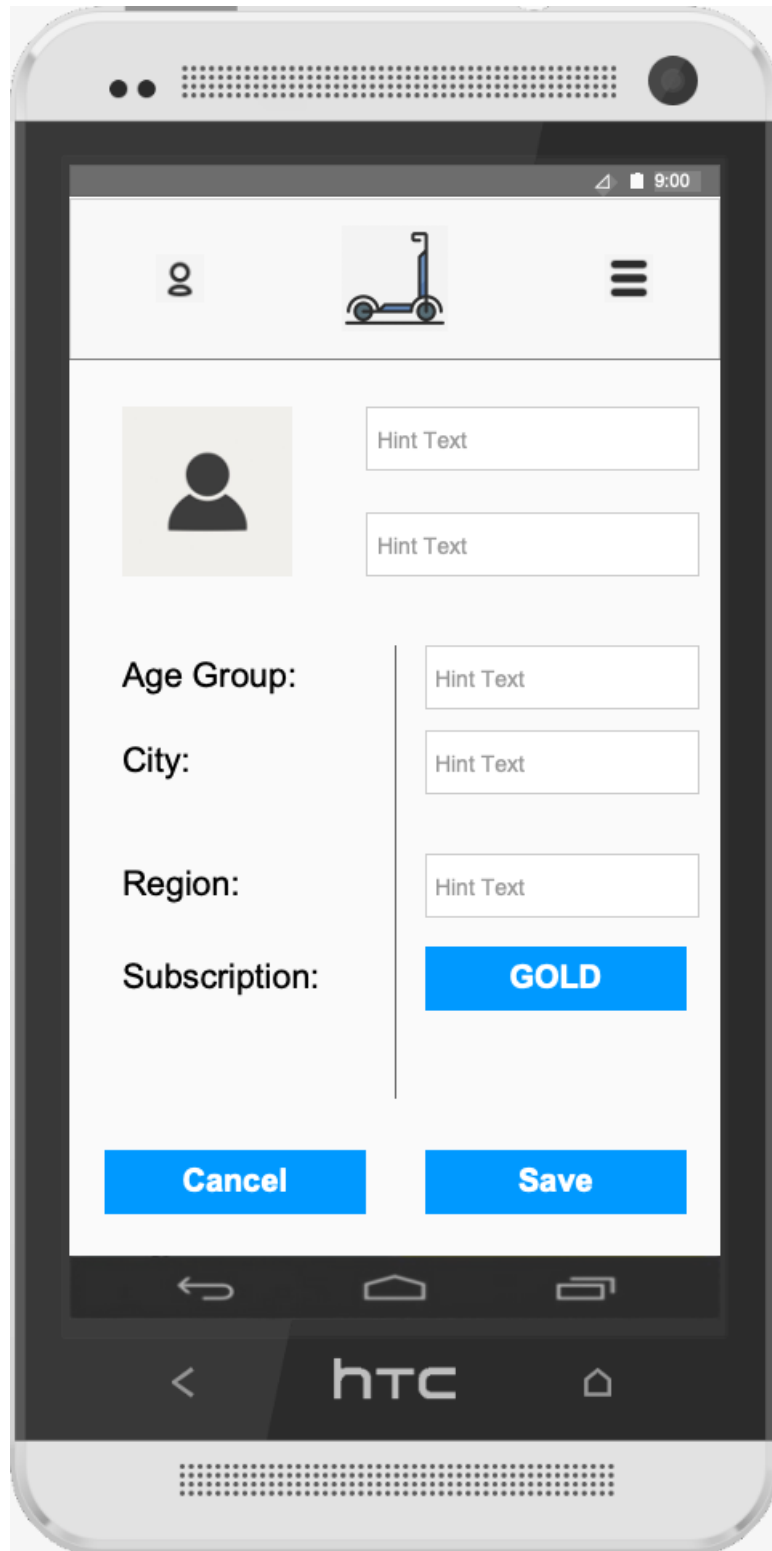 9:00
Hint Text
Hint Text
Age Group:
Hint Text
City:
Hint Text
Region:
Hint Text
Subscription:
GOLD
Cancel
Save
hTC